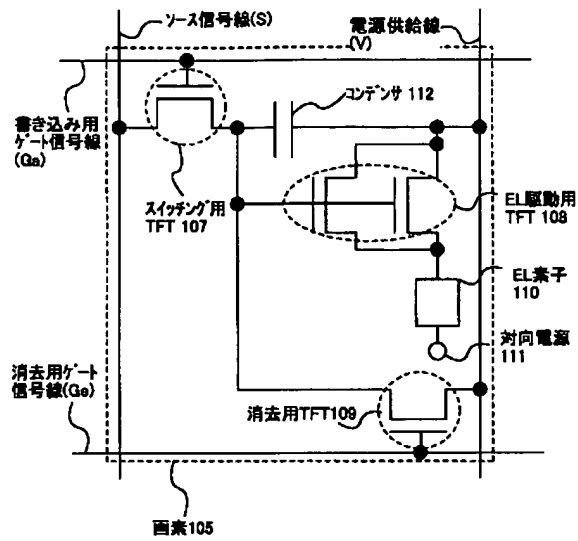 ソース信号線(S)
電源供給線
(V)
コンデンサ 112
書き込み用
ゲート信号線
(Ga)
スイッチング用
TFT 107
EL駆動用
TFT 108
EL素子
110
対向電源
111
消去用ゲート
信号線(Ge)
消去用TFT109
画素105